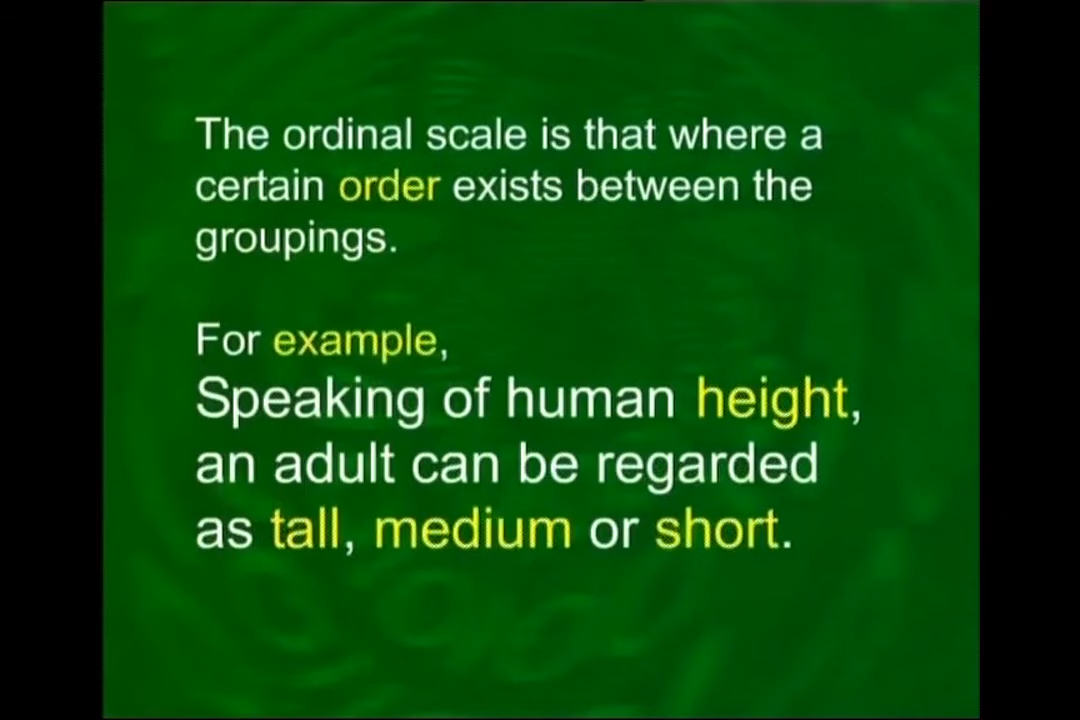 The ordinal scale is that where a
certain order exists between the
groupings.
For example,
Speaking of human height,
an adult can be regarded
as tall, medium or short.